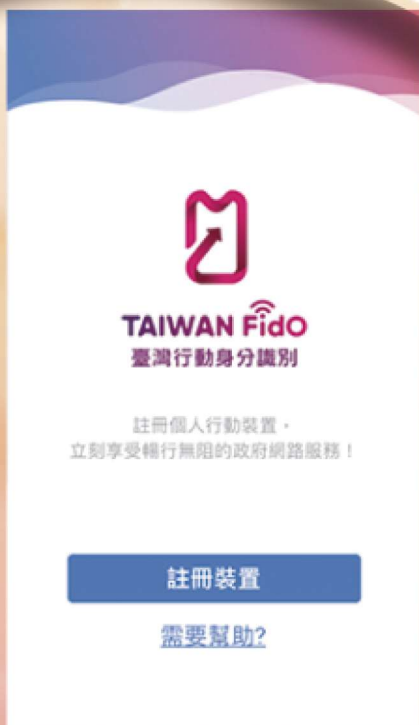 TAIWAN FidO
臺灣行動身分識別
註冊個人行動裝置，
立刻享受暢行無阻的政府網路服務！
註冊裝置
需要幫助?